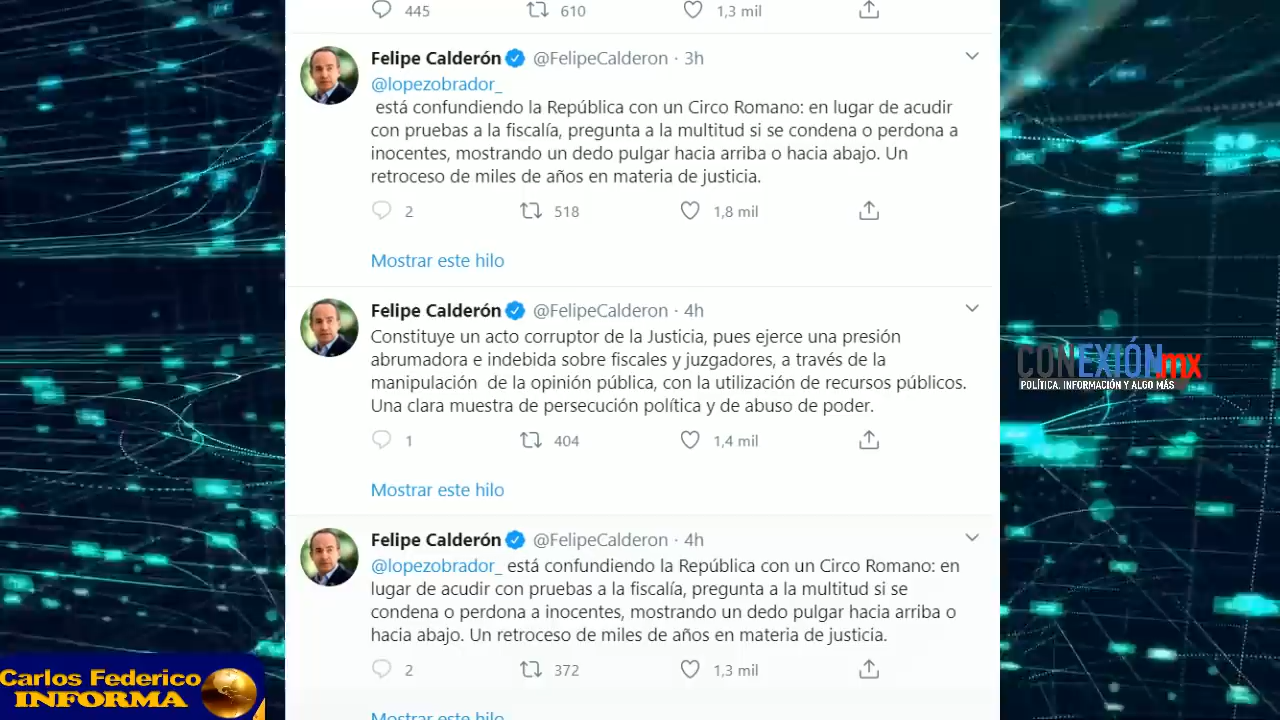 445 610 1,3 mil
Felipe Calderón @FelipeCalderon · 3h
@lopezobrador_
está confundiendo la República con un Circo Romano: en lugar de acudir
con pruebas a la fiscalía, pregunta a la multitud si se condena o perdona a
inocentes, mostrando un dedo pulgar hacia arriba o hacia abajo. Un
retroceso de miles de años en materia de justicia.
2 518 1,8 mil
Mostrar este hilo
Felipe Calderón @FelipeCalderon · 4h
Constituye un acto corruptor de la Justicia, pues ejerce una presión
abrumadora e indebida sobre fiscales y juzgadores, a través de la
manipulación de la opinión pública, con la utilización de recursos públicos.
Una clara muestra de persecución política y de abuso de poder.
1 404 1,4 mil
Mostrar este hilo
Felipe Calderón @FelipeCalderon · 4h
@lopezobrador_ está confundiendo la República con un Circo Romano: en
lugar de acudir con pruebas a la fiscalía, pregunta a la multitud si se
condena o perdona a inocentes, mostrando un dedo pulgar hacia arriba o
hacia abajo. Un retroceso de miles de años en materia de justicia.
2 372 1,3 mil
Mostrar este hilo
CONEXIÓNmx
POLÍTICA, INFORMACIÓN Y ALGO MÁS
Carlos Federico
INFORMA